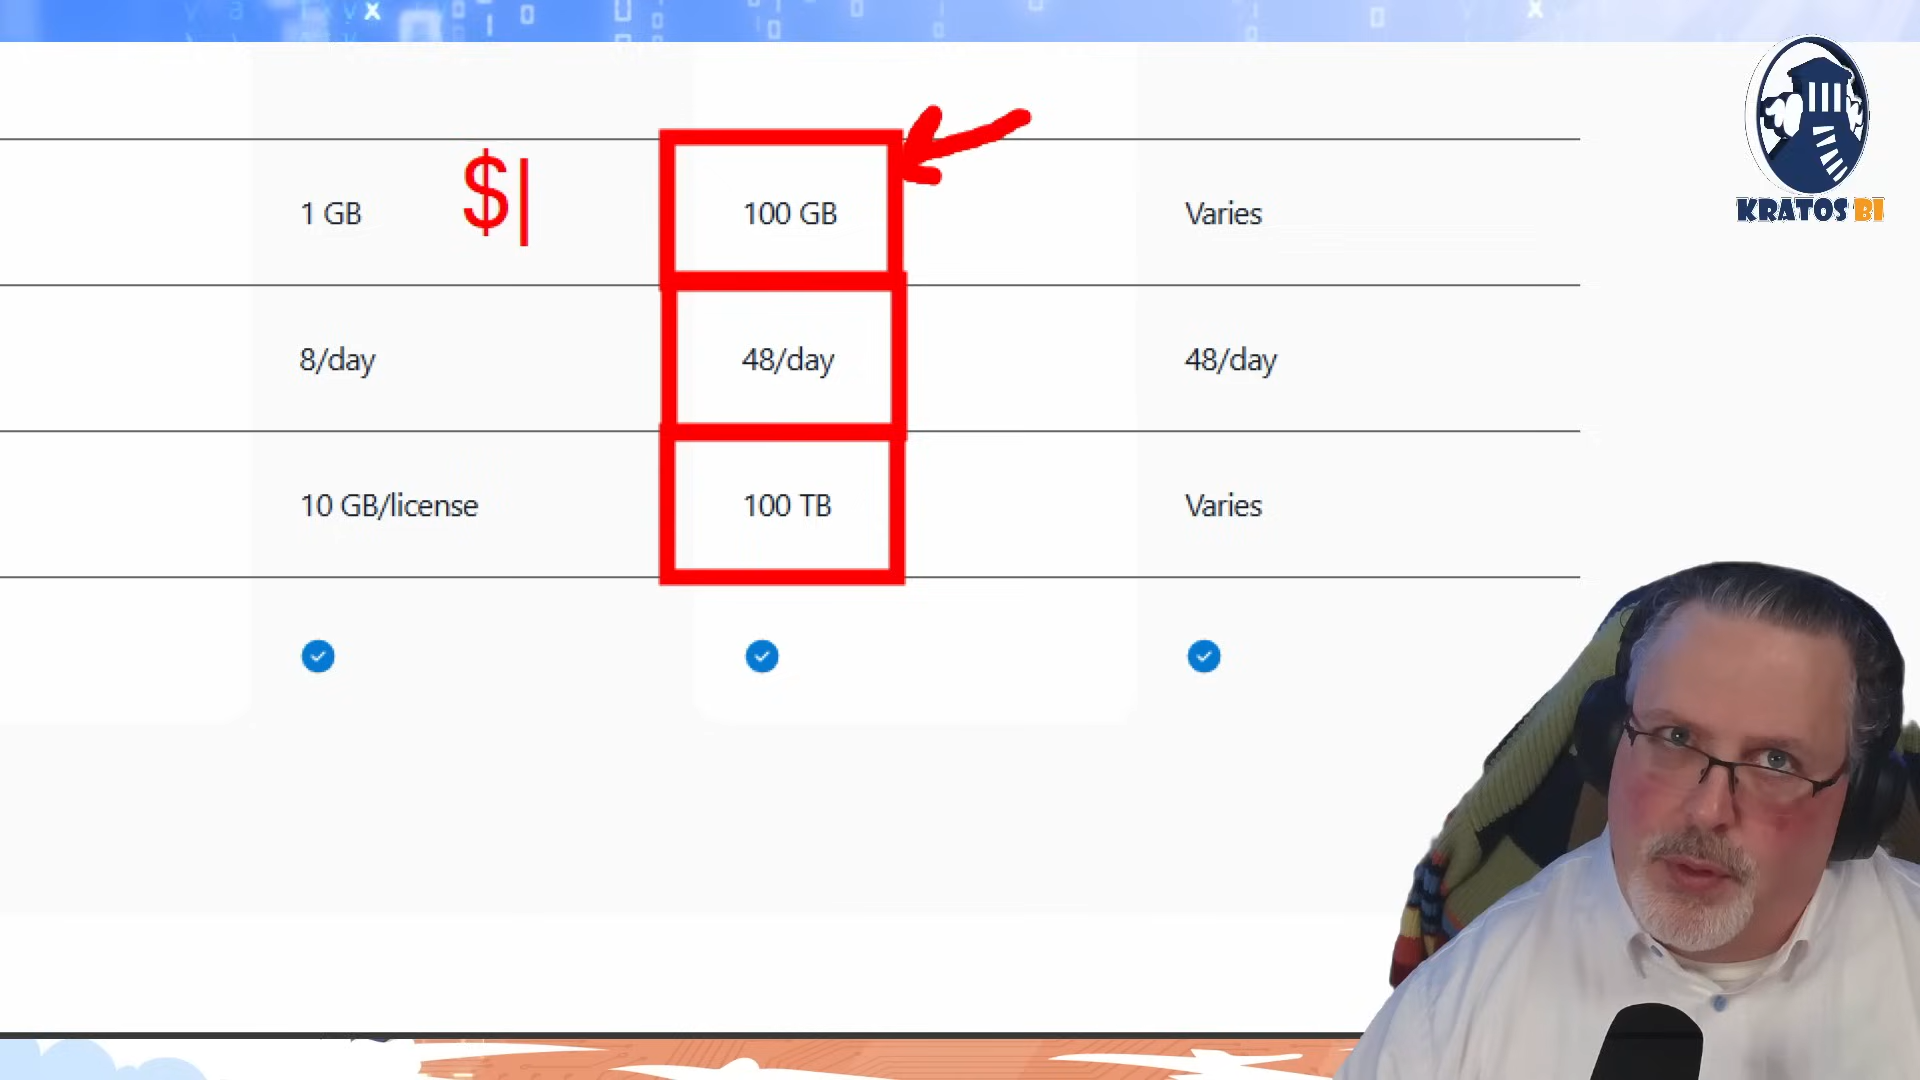 KRATOS BI
1 GB $| 100 GB Varies
8/day 48/day 48/day
10 GB/license 100 TB Varies